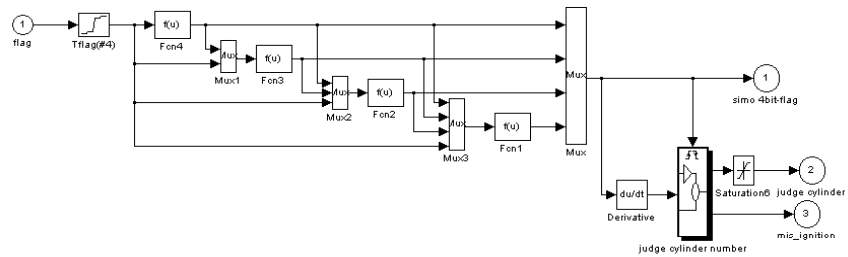 1
flag
Tflag(#4)
f(u)
Fcn4
Mux
Mux1
f(u)
Fcn3
Mux
Mux2
f(u)
Fcn2
Mux
Mux3
f(u)
Fcn1
Mux
Mux
1
simo 4bit-flag
du/dt
Derivative
judge cylinder number
Saturation6
2
judge cylinder
3
mis_ignition